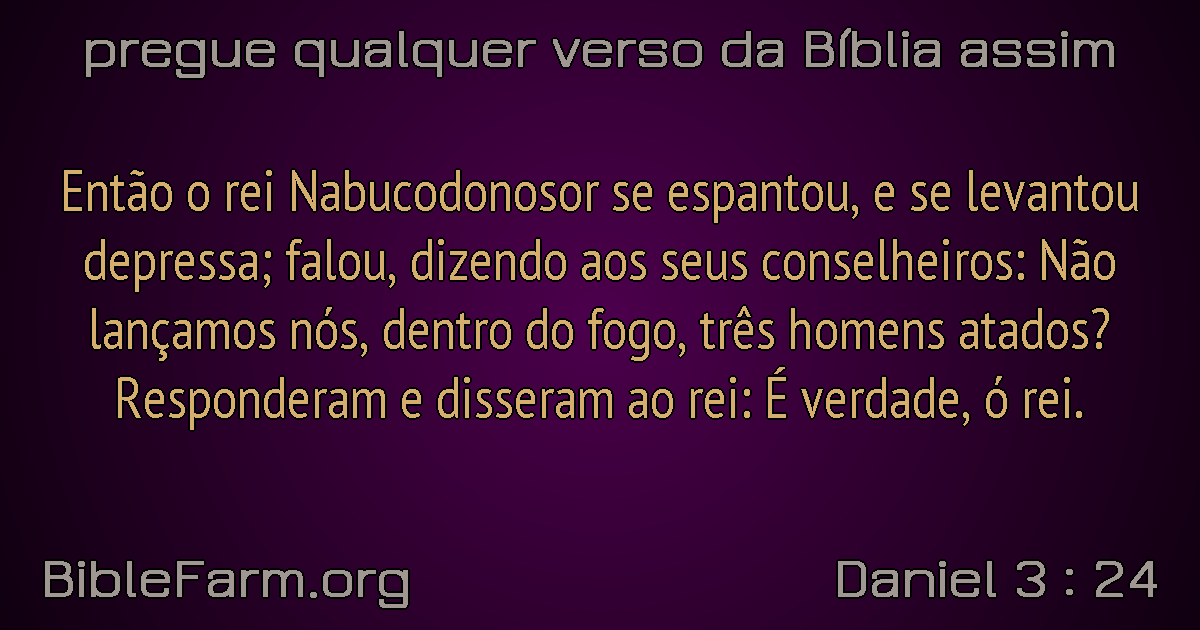 pregue qualquer verso da Bíblia assim
Então o rei Nabucodonosor se espantou, e se levantou
depressa; falou, dizendo aos seus conselheiros: Não
lançamos nós, dentro do fogo, três homens atados?
Responderam e disseram ao rei: É verdade, ó rei.
BibleFarm.org
Daniel 3 : 24